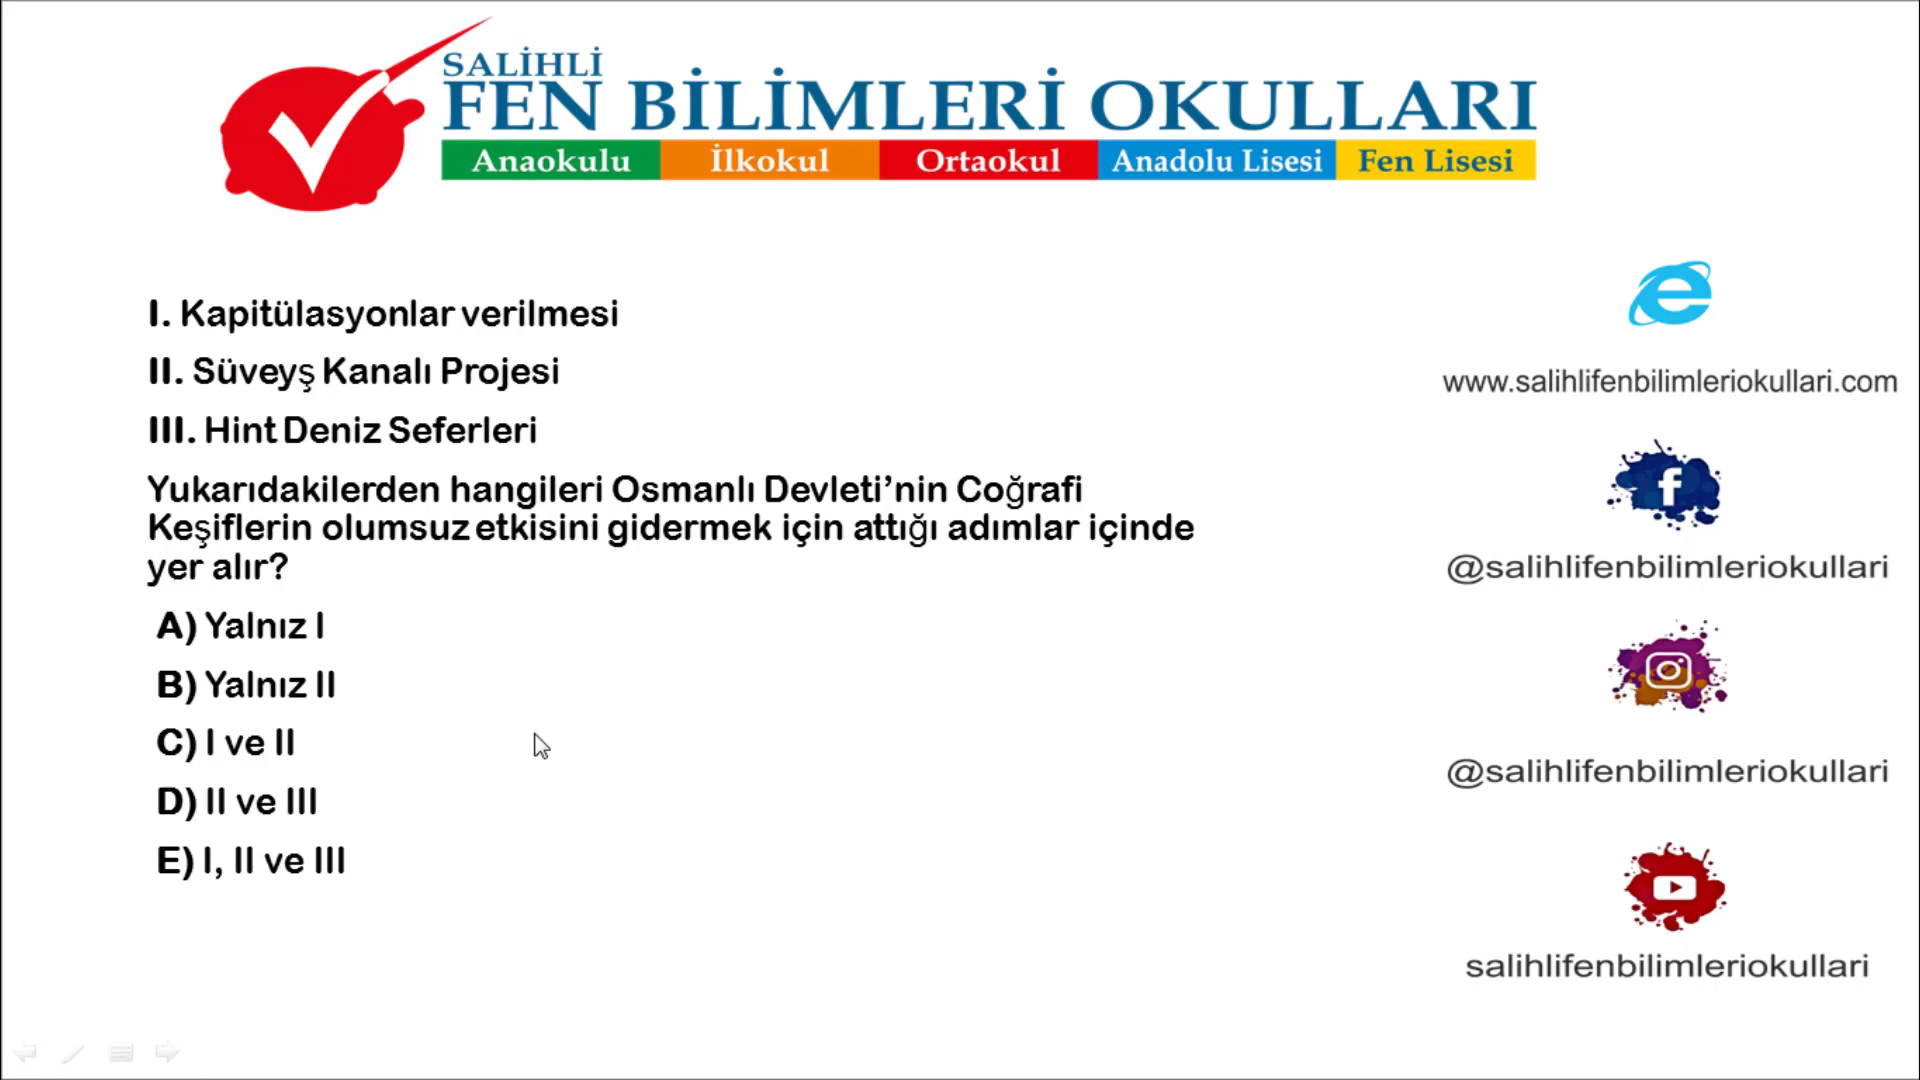 SALİHLİ
FEN BİLİMLERİ OKULLARI
Anaokulu İlkokul Ortaokul Anadolu Lisesi Fen Lisesi
I. Kapitülasyonlar verilmesi
II. Süveyş Kanalı Projesi
III. Hint Deniz Seferleri
Yukarıdakilerden hangileri Osmanlı Devleti’nin Coğrafi
Keşiflerin olumsuz etkisini gidermek için attığı adımlar içinde
yer alır?
A) Yalnız I
B) Yalnız II
C) I ve II
D) II ve III
E) I, II ve III
www.salihlifenbilimleriokullari.com
@salihlifenbilimleriokullari
@salihlifenbilimleriokullari
salihlifenbilimleriokullari